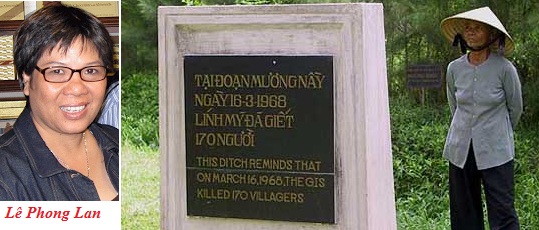 Lê Phong Lan
TẠI ĐOẠN MƯƠNG NẦY
NGÀY 16-3-1968
LÍNH MỸ ĐÃ GIẾT
170 NGƯỜI
THIS DITCH REMINDS THAT
ON MARCH 16,1968,THE GIS
KILLED 170 VILLAGERS